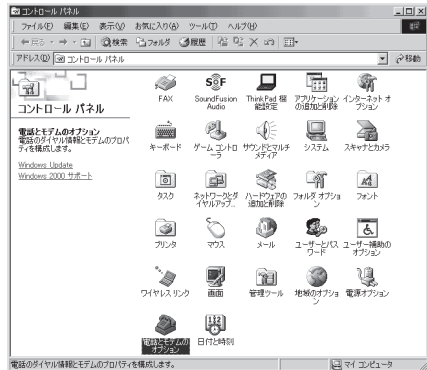 コントロール パネル
ファイル(F) 編集(E) 表示(V) お気に入り(A) ツール(T) ヘルプ(H)
戻る 検索 フォルダ 履歴
アドレス(D) コントロール パネル 移動
コントロール パネル
電話とモデムのオプション
電話のダイヤル情報とモデムのプロパティを構成します。
Windows Update
Windows 2000 サポート
FAX
SoundFusion Audio
ThinkPad 機能設定
アプリケーションの追加と削除
インターネット オプション
キーボード
ゲーム コントローラ
サウンドとマルチメディア
システム
スキャナとカメラ
タスク
ネットワークとダイヤルアップ...
ハードウェアの追加と削除
フォルダ オプション
フォント
プリンタ
マウス
メール
ユーザーとパスワード
ユーザー補助のオプション
ワイヤレス リンク
画面
管理ツール
地域のオプション
電源オプション
電話とモデムのオプション
日付と時刻
電話のダイヤル情報とモデムのプロパティを構成します。 マイ コンピュータ